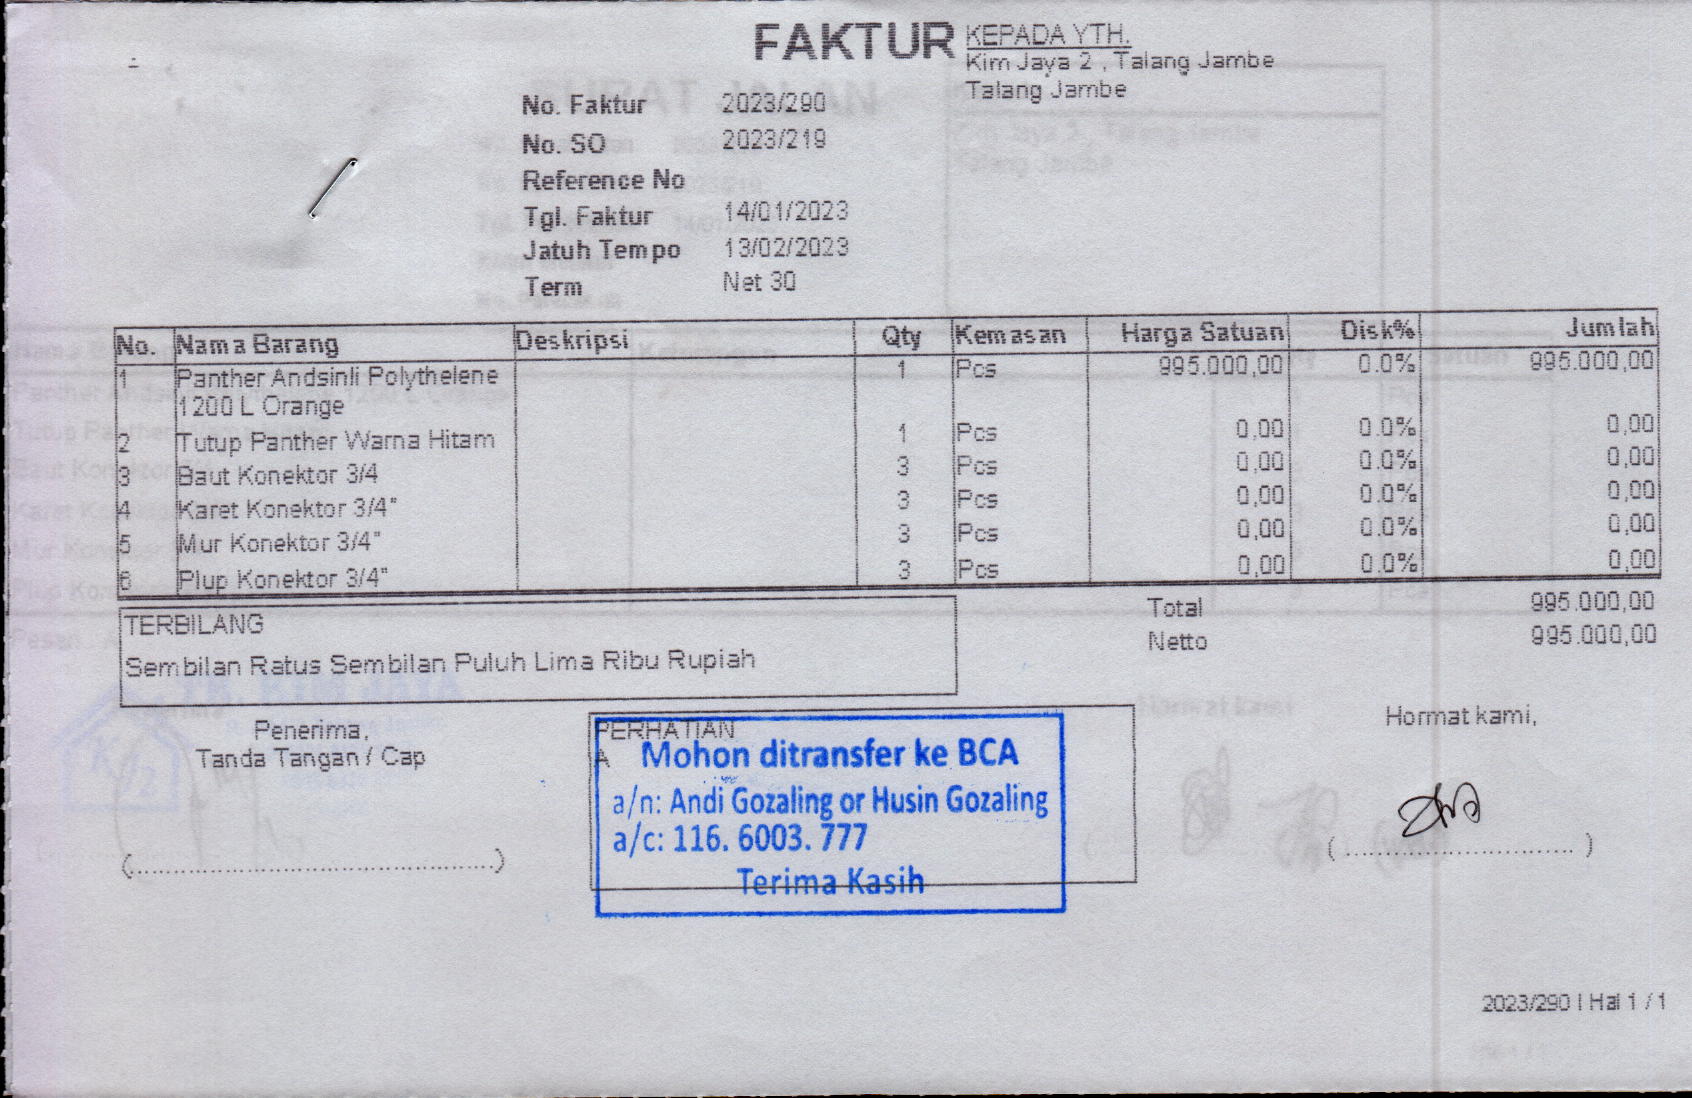 FAKTUR
KEPADA YTH.
Kim Jaya 2 , Talang Jambe
Talang Jambe
No. Faktur 2023/290
No. SO 2023/219
Reference No
Tgl. Faktur 14/01/2023
Jatuh Tempo 13/02/2023
Term Net 30
No. Nama Barang Deskripsi Qty Kemasan Harga Satuan Disk% Jumlah
1 Panther Andsinli Polythelene 1 Pcs 995.000,00 0.0% 995.000,00
1200 L Orange
2 Tutup Panther Warna Hitam 1 Pcs 0,00 0.0% 0,00
3 Baut Konektor 3/4 3 Pcs 0,00 0.0% 0,00
4 Karet Konektor 3/4" 3 Pcs 0,00 0.0% 0,00
5 Mur Konektor 3/4" 3 Pcs 0,00 0.0% 0,00
6 Plup Konektor 3/4" 3 Pcs 0,00 0.0% 0,00
Total 995.000,00
Netto 995.000,00
TERBILANG
Sembilan Ratus Sembilan Puluh Lima Ribu Rupiah
Penerima,
Tanda Tangan / Cap
(....................................................)
PERHATIAN
A
Mohon ditransfer ke BCA
a/n: Andi Gozaling or Husin Gozaling
a/c: 116. 6003. 777
Terima Kasih
Hormat kami,
(..................................)
2023/290 | Hal 1 / 1